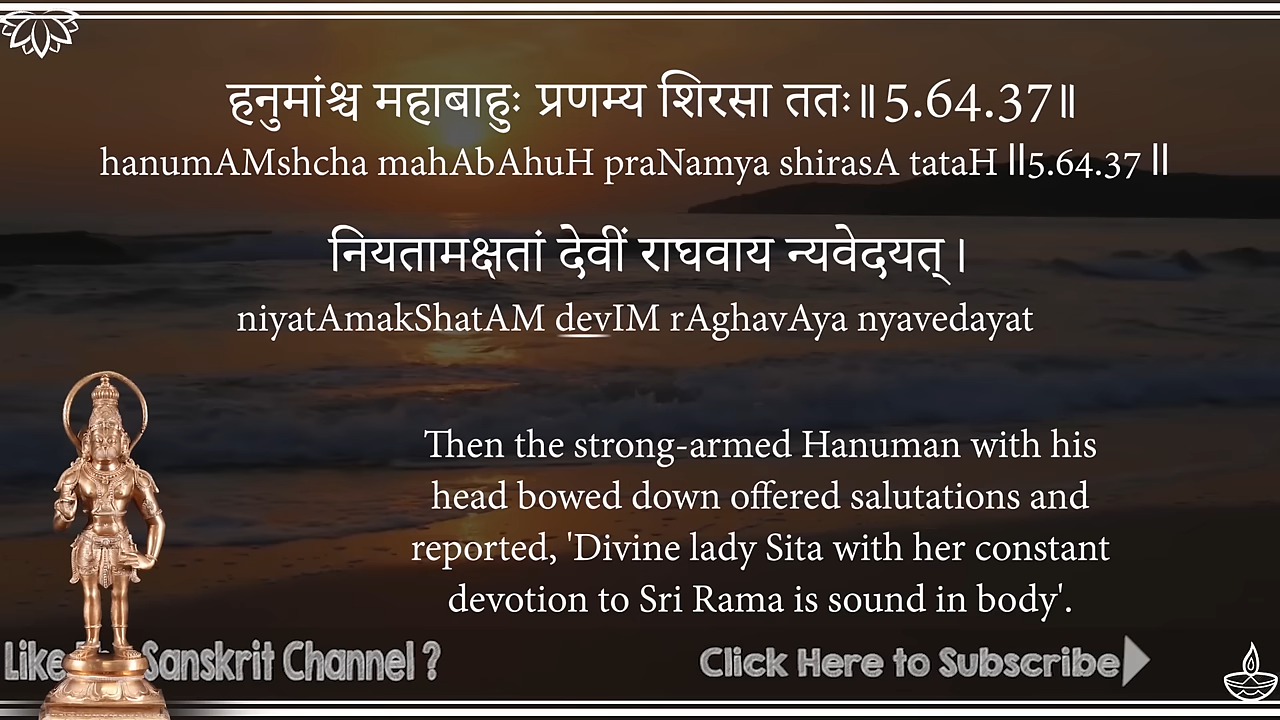 हनुमांश्च महाबाहुः प्रणम्य शिरसा ततः॥5.64.37॥
hanumAMshcha mahAbAhuH praNamya shirasA tataH ||5.64.37 ||
नियतामक्षतां देवीं राघवाय न्यवेदयत् ।
niyatAmakShatAM devIM rAghavAya nyavedayat
Then the strong-armed Hanuman with his
head bowed down offered salutations and
reported, 'Divine lady Sita with her constant
devotion to Sri Rama is sound in body'.
Like Sanskrit Channel ?
Click Here to Subscribe